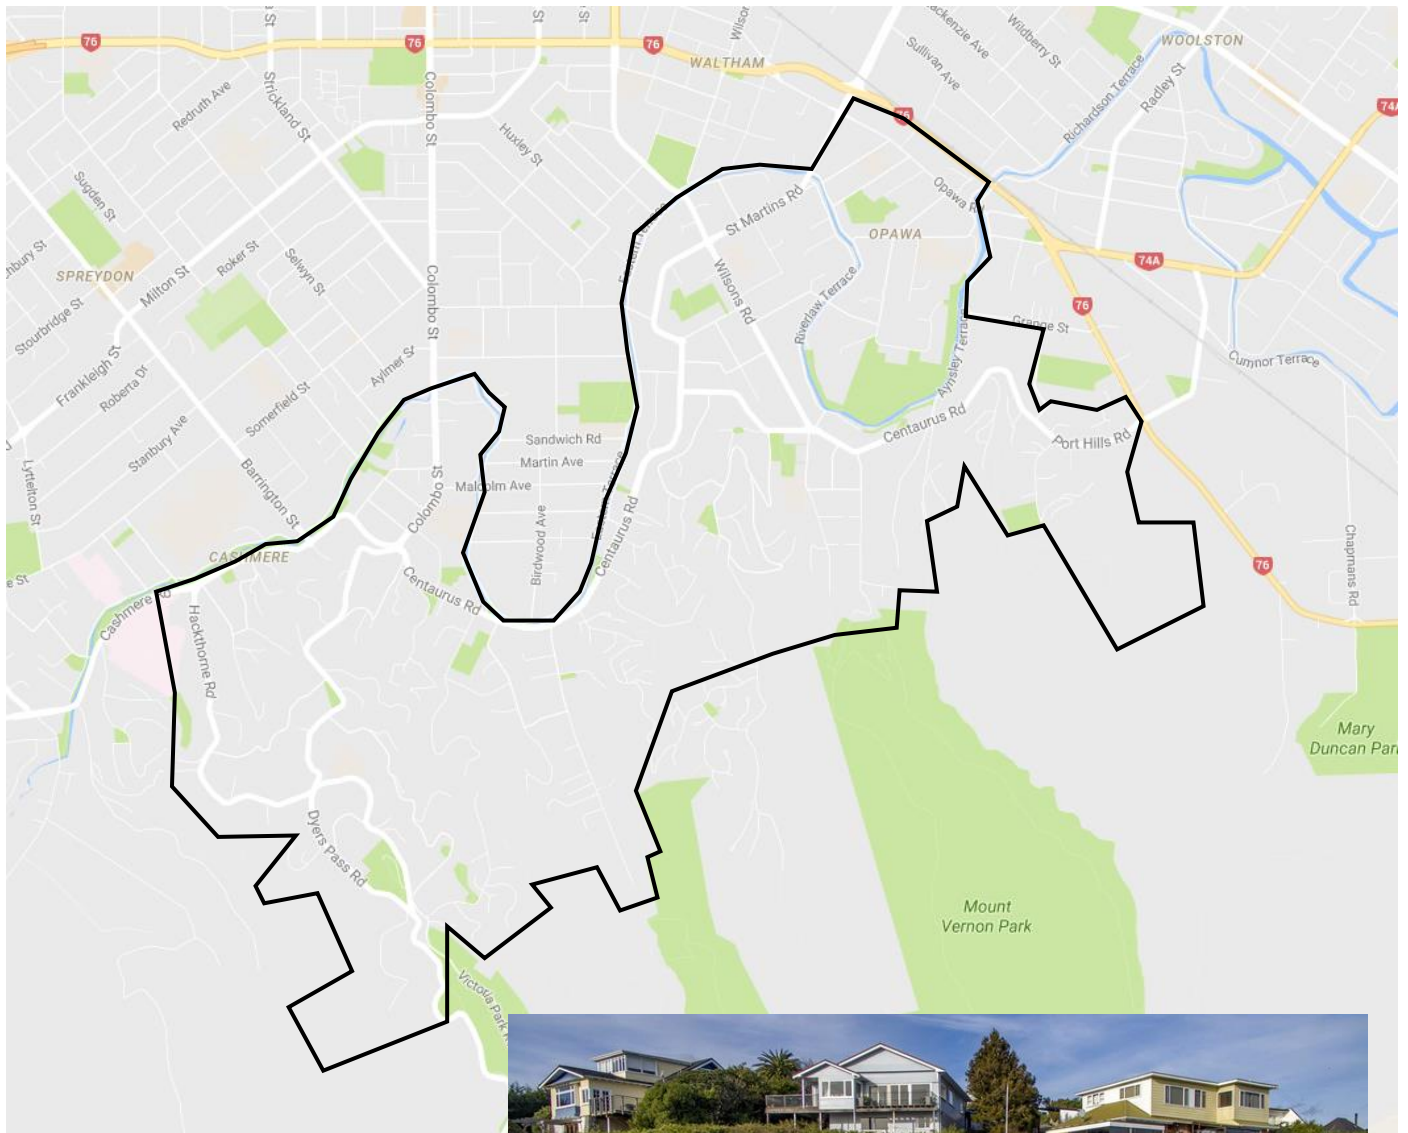 76
76
76
76
76
76
74A
74A
WALTHAM
WOOLSTON
OPAWA
SPREYDON
CASHMERE
Redruth Ave
Strickland St
Colombo St
Huxley St
Sullivan Ave
Wildberry St
Richardson Terrace
Radley St
Sugden St
Milton St
Roker St
Selwyn St
Stourbridge St
Frankleigh St
Roberta Dr
Aylmer St
Somerfield St
Stanbury Ave
Barrington St
Lyttelton St
Colombo St
St Martins Rd
Wilsons Rd
Riverlaw Terrace
Aynsley Terrace
Opawa Rd
Grange St
Cumnor Terrace
Centaurus Rd
Port Hills Rd
Sandwich Rd
Martin Ave
Malcolm Ave
Birdwood Ave
Centaurus Rd
Colombo St
Centaurus Rd
Cashmere Rd
Hackthorne Rd
Dyers Pass Rd
Chapmans Rd
Mary
Duncan Par
Mount
Vernon Park
Victoria Park